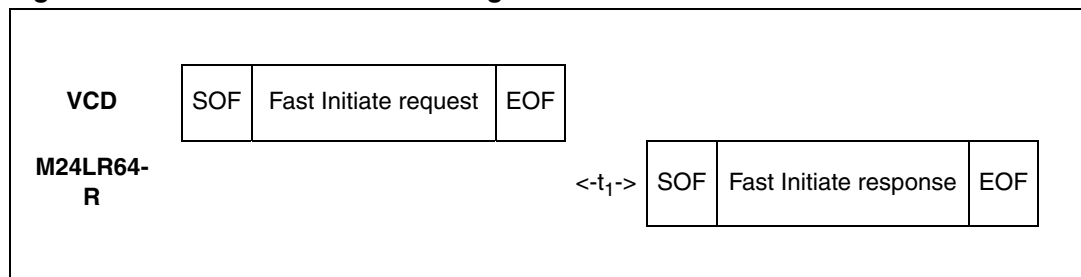 VCD SOF Fast Initiate request EOF
M24LR64-
R
<-t₁-> SOF Fast Initiate response EOF